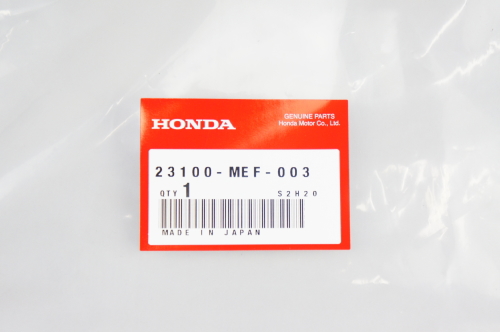 HONDA
GENUINE PARTS
Honda Motor Co., Ltd.
23100-MEF-003
QTY 1 S2H20
MADE IN JAPAN